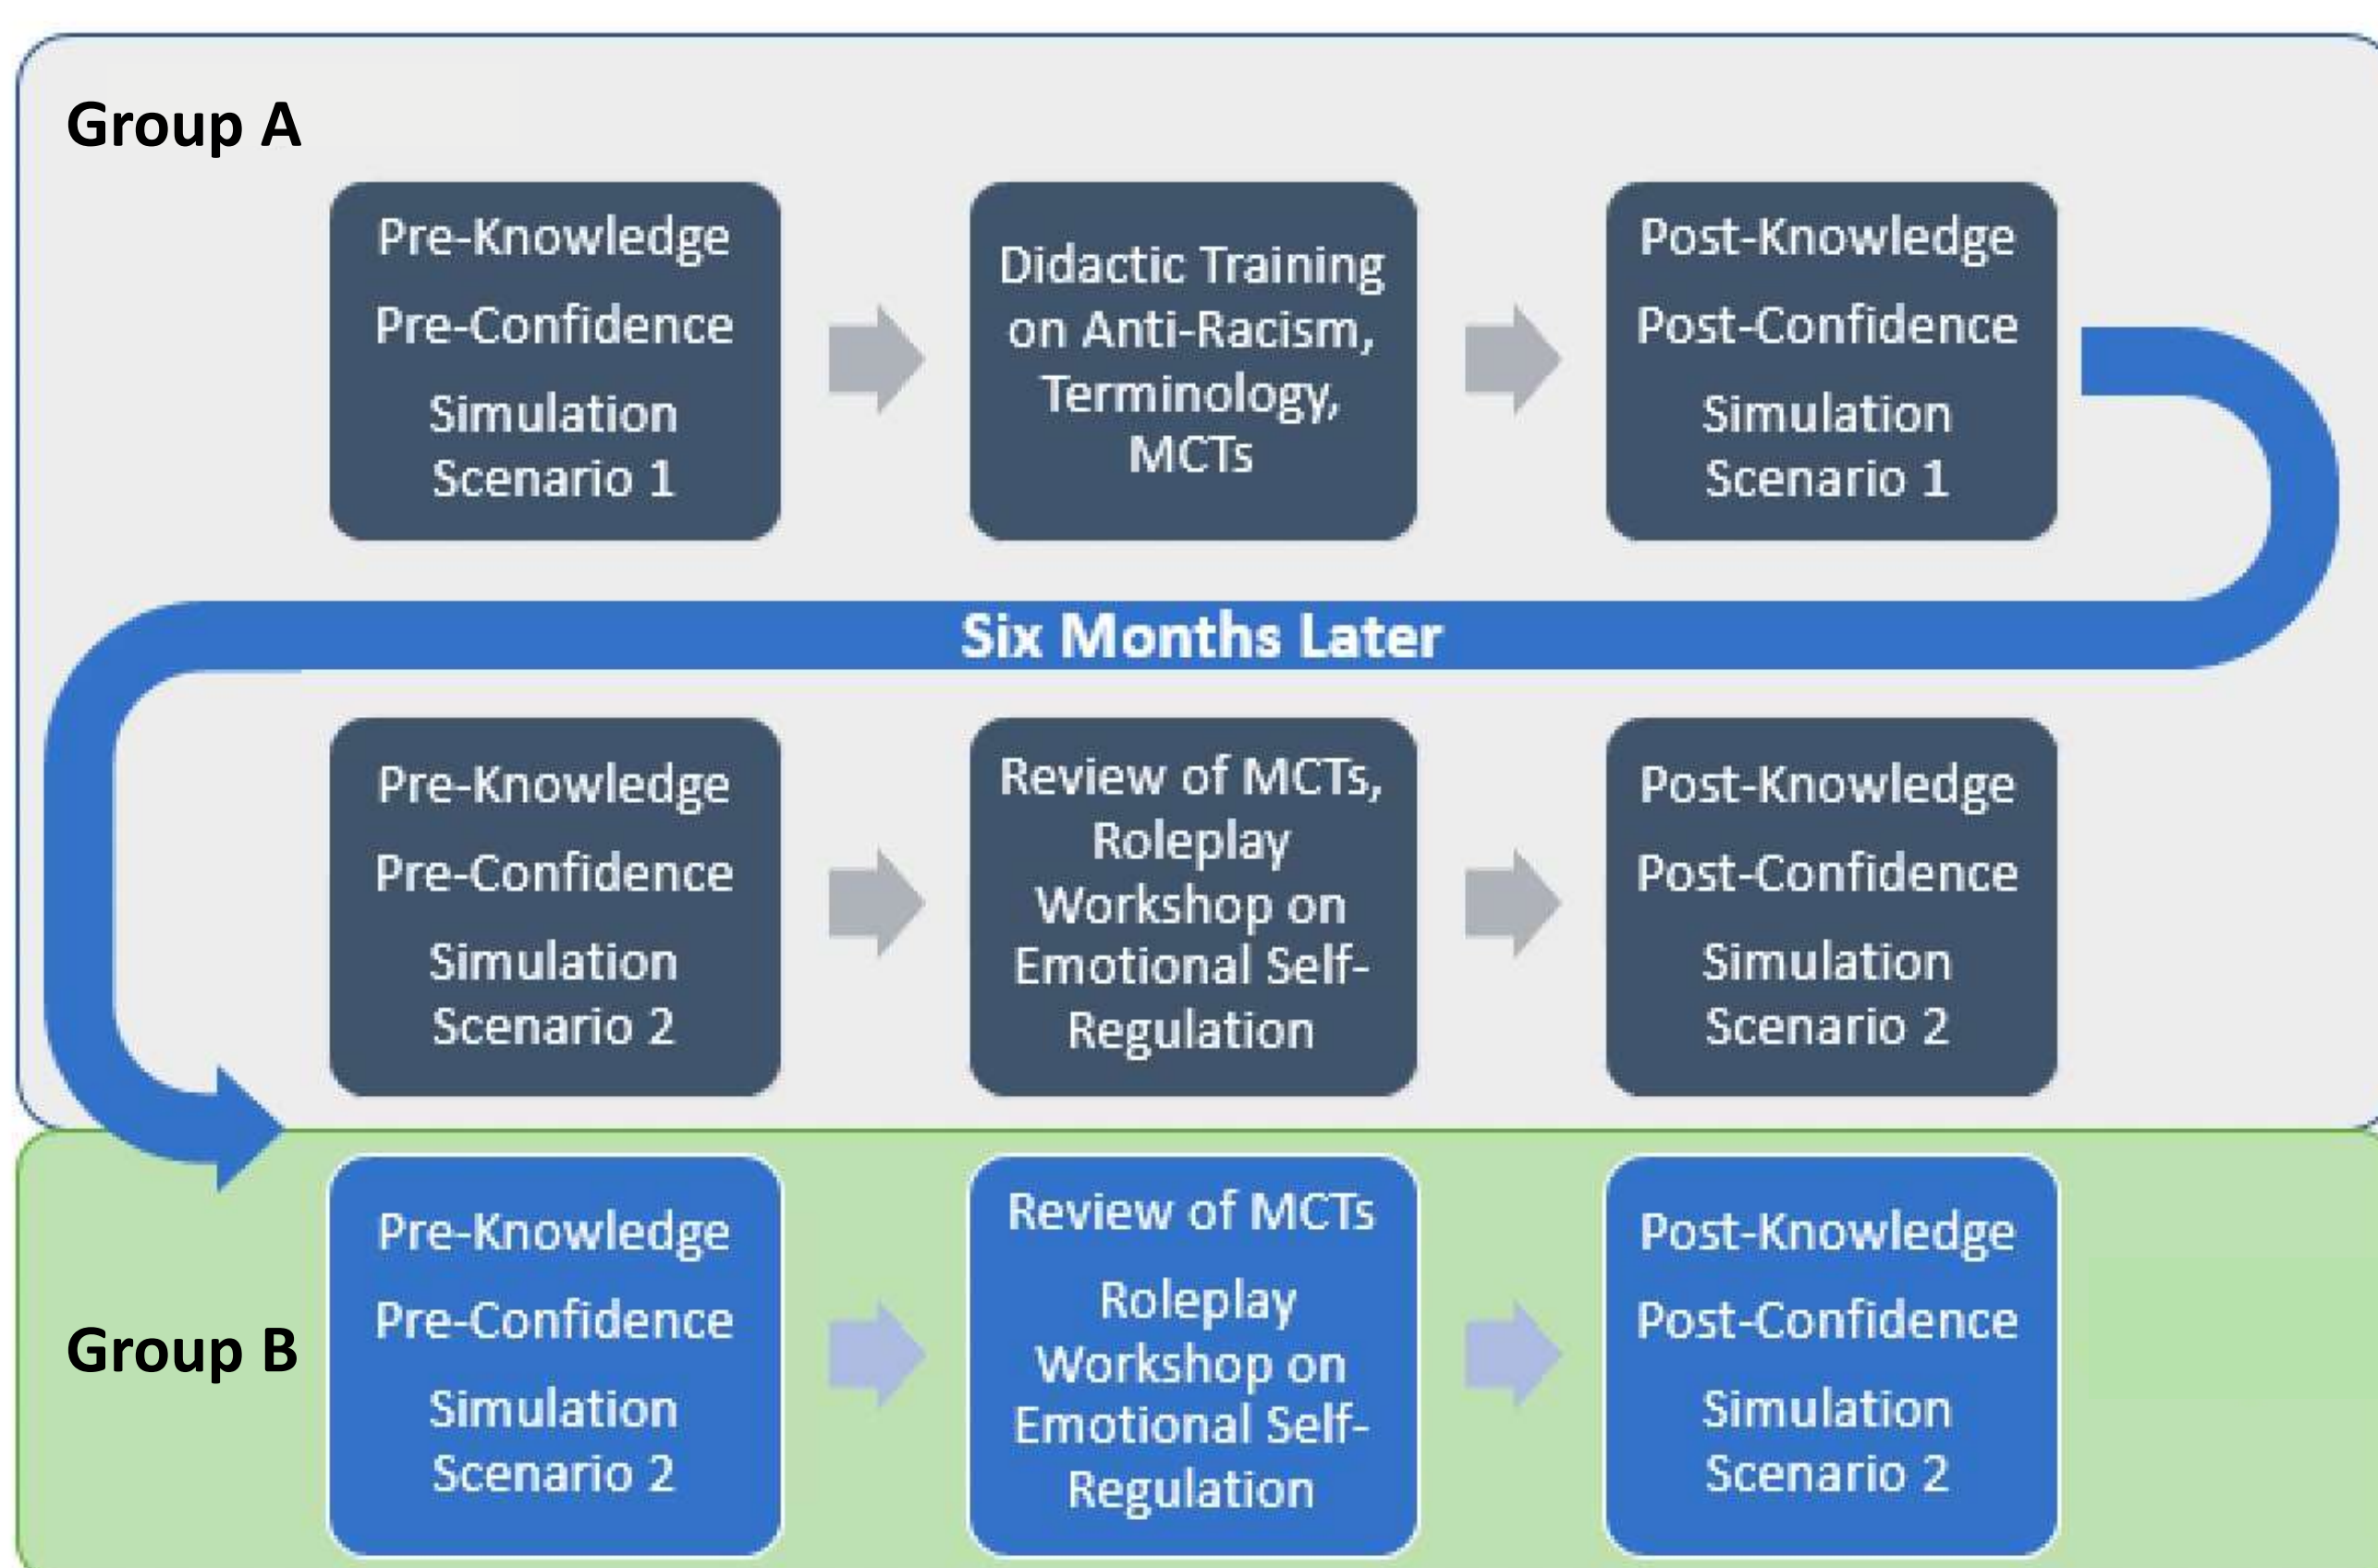 Group A
Pre-Knowledge
Pre-Confidence
Simulation
Scenario 1
Didactic Training
on Anti-Racism,
Terminology,
MCTs
Post-Knowledge
Post-Confidence
Simulation
Scenario 1
Six Months Later
Pre-Knowledge
Pre-Confidence
Simulation
Scenario 2
Review of MCTs,
Roleplay
Workshop on
Emotional Self-
Regulation
Post-Knowledge
Post-Confidence
Simulation
Scenario 2
Group B
Pre-Knowledge
Pre-Confidence
Simulation
Scenario 2
Review of MCTs
Roleplay
Workshop on
Emotional Self-
Regulation
Post-Knowledge
Post-Confidence
Simulation
Scenario 2